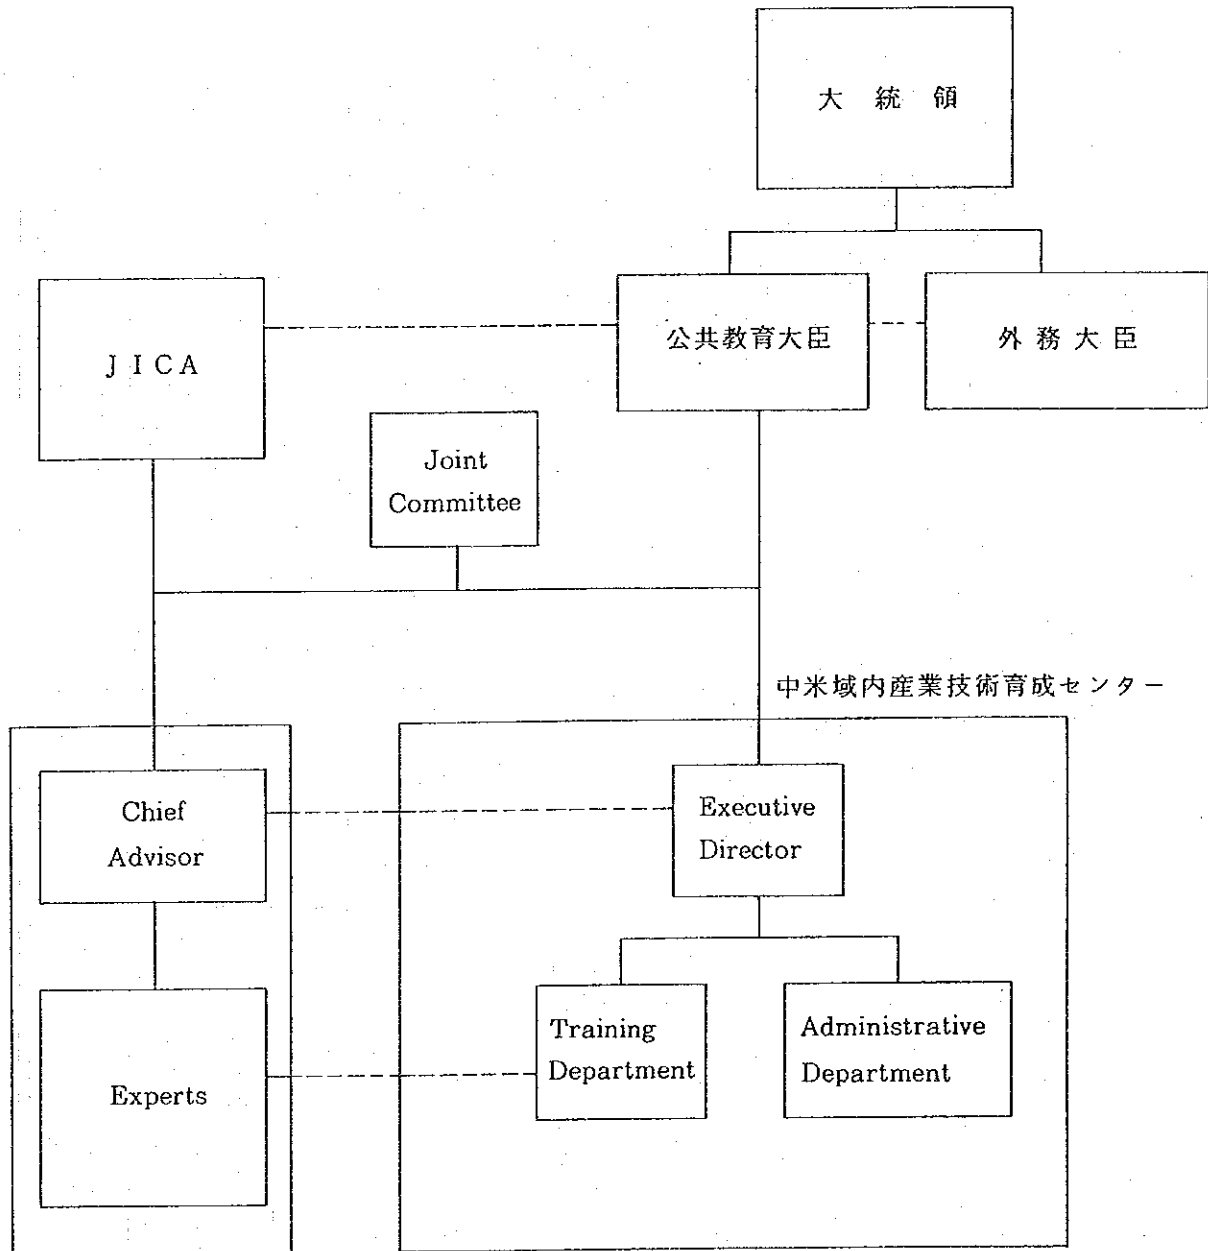 大 統 領
JICA
公共教育大臣
外 務 大 臣
Joint
Committee
中米域内産業技術育成センター
Chief
Advisor
Executive
Director
Experts
Training
Department
Administrative
Department